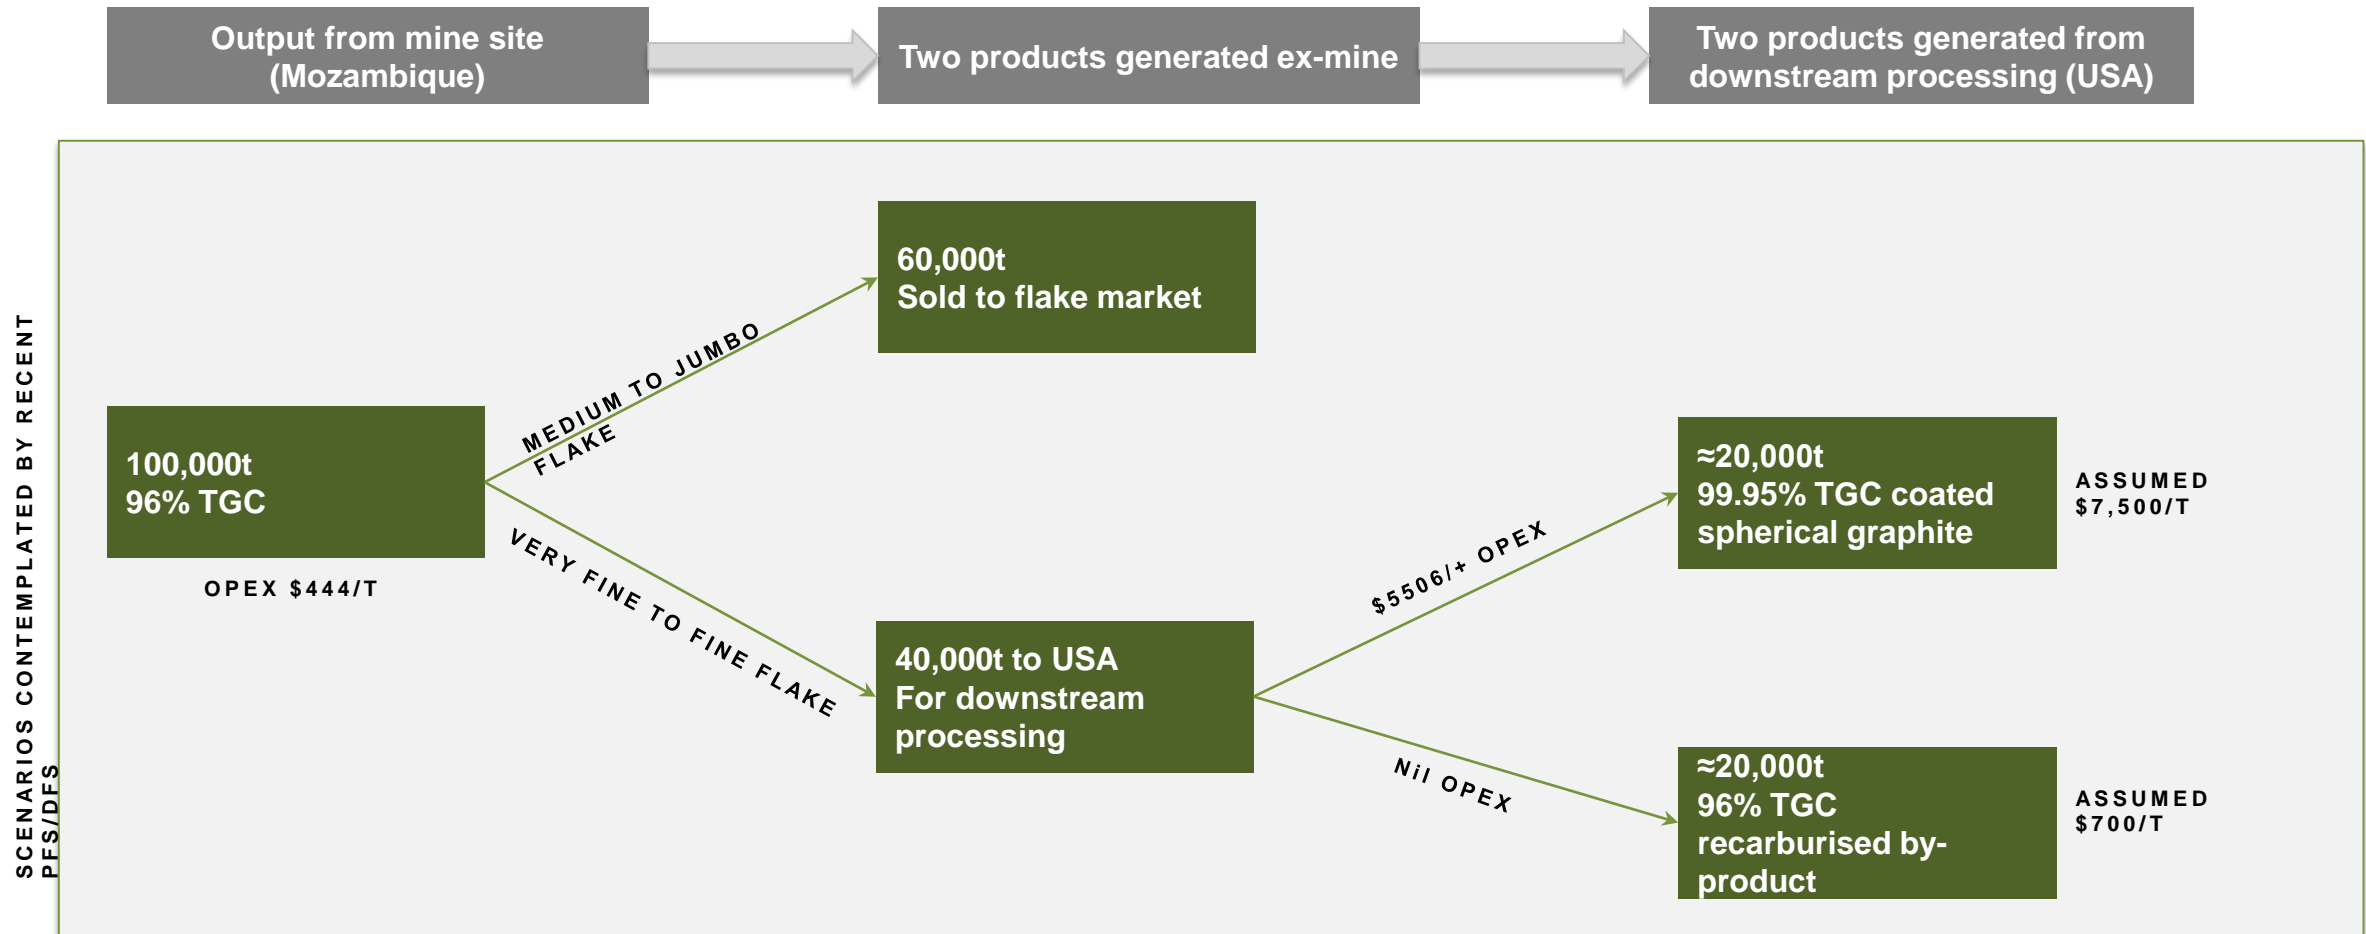 Output from mine site
(Mozambique)
Two products generated ex-mine
Two products generated from
downstream processing (USA)
SCENARIOS CONTEMPLATED BY RECENT
PFS/DFS
100,000t
96% TGC
OPEX $444/T
MEDIUM TO JUMBO
FLAKE
VERY FINE TO FINE FLAKE
60,000t
Sold to flake market
40,000t to USA
For downstream
processing
$5506/+ OPEX
Nil OPEX
≈20,000t
99.95% TGC coated
spherical graphite
ASSUMED
$7,500/T
≈20,000t
96% TGC
recarburised by-
product
ASSUMED
$700/T